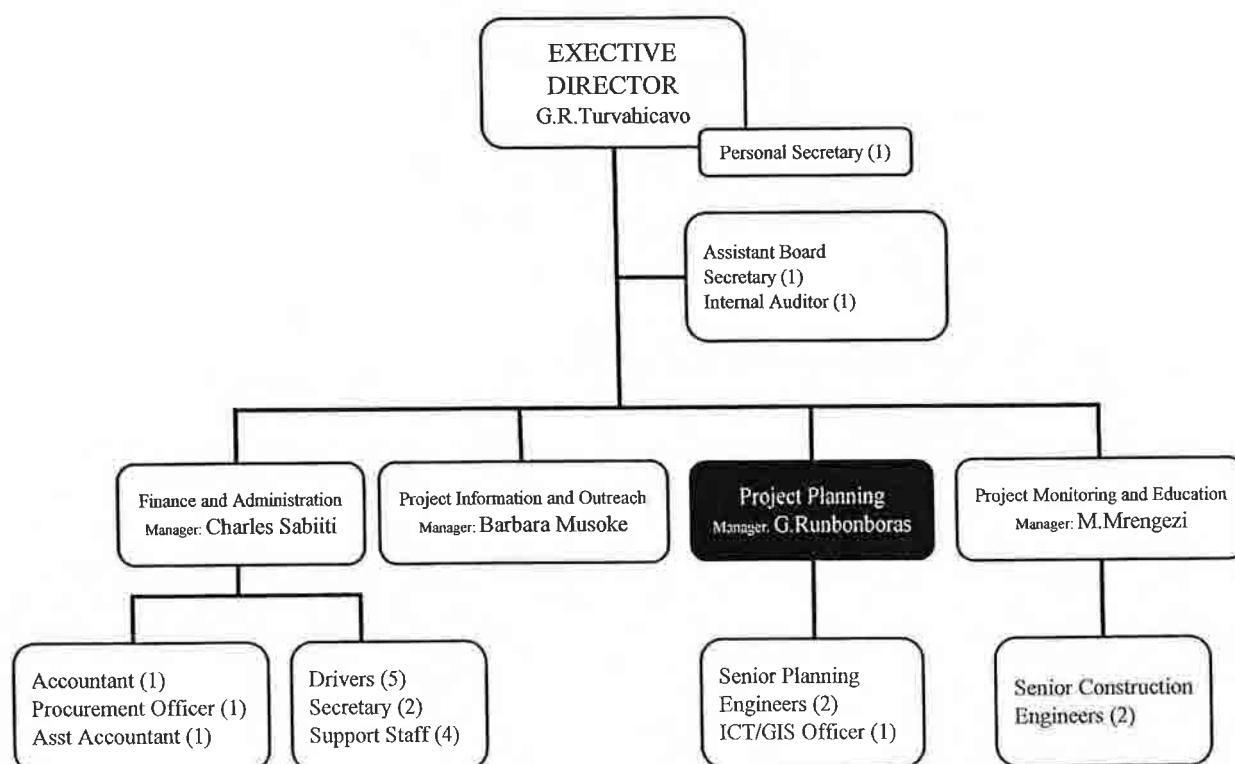 EXECTIVE
DIRECTOR
G.R.Turvahicavo
Personal Secretary (1)
Assistant Board
Secretary (1)
Internal Auditor (1)
Finance and Administration
Manager: Charles Sabiiti
Project Information and Outreach
Manager: Barbara Musoke
Project Planning
Manager: G.Runbonboras
Project Monitoring and Education
Manager: M.Mrengezi
Accountant (1)
Procurement Officer (1)
Asst Accountant (1)
Drivers (5)
Secretary (2)
Support Staff (4)
Senior Planning
Engineers (2)
ICT/GIS Officer (1)
Senior Construction
Engineers (2)